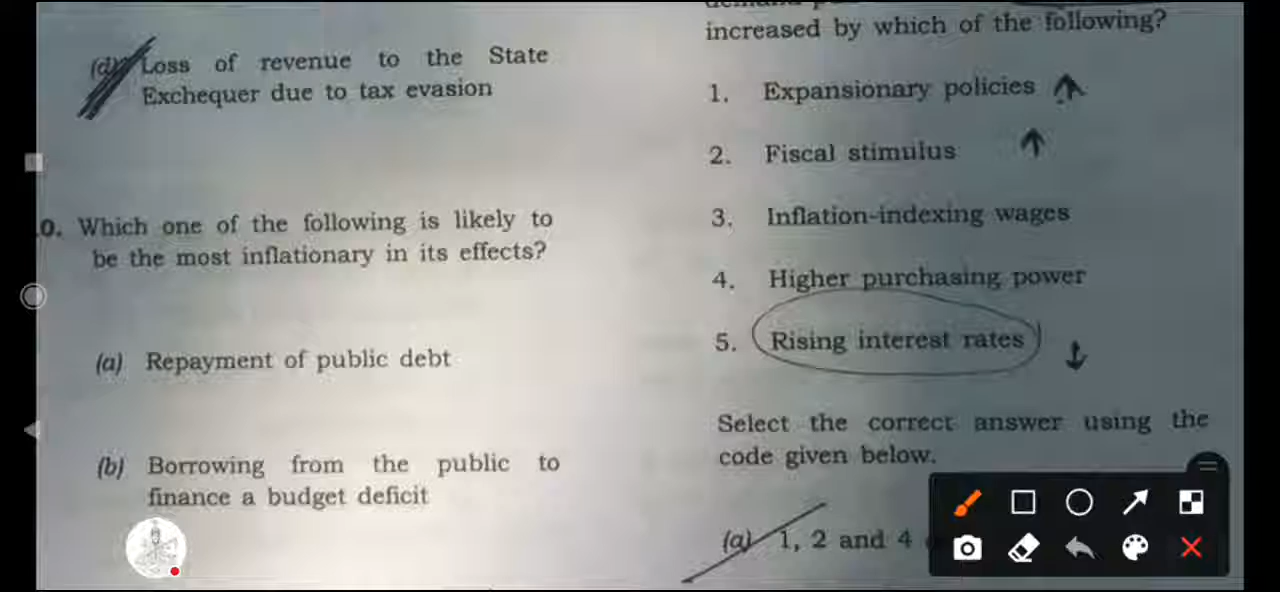 (d) Loss of revenue to the State
Exchequer due to tax evasion
0. Which one of the following is likely to
be the most inflationary in its effects?
(a) Repayment of public debt
(b) Borrowing from the public to
finance a budget deficit
increased by which of the following?
1. Expansionary policies
2. Fiscal stimulus
3. Inflation-indexing wages
4. Higher purchasing power
5. Rising interest rates
Select the correct answer using the
code given below.
(a) 1, 2 and 4